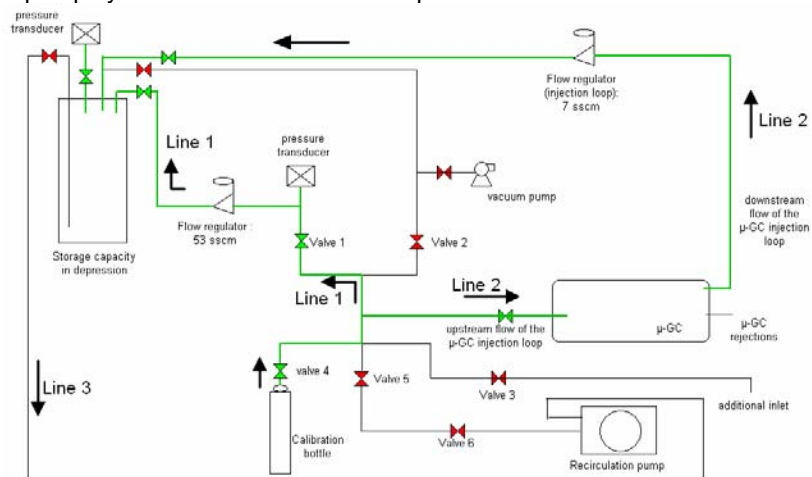 pressure
transducer
Flow regulator
(injection loop):
7 sscm
Line 2
Line 1
pressure
transducer
vacuum pump
downstream
flow of the
µ-GC injection
loop
Flow regulator :
53 sscm
Valve 1
Valve 2
Storage capacity
in depression
Line 1
Line 2
upstream flow of the
µ-GC injection loop
µ-GC
µ-GC
rejections
Line 3
valve 4
Valve 5
Valve 3
additional inlet
Calibration
bottle
Valve 6
Recirculation pump